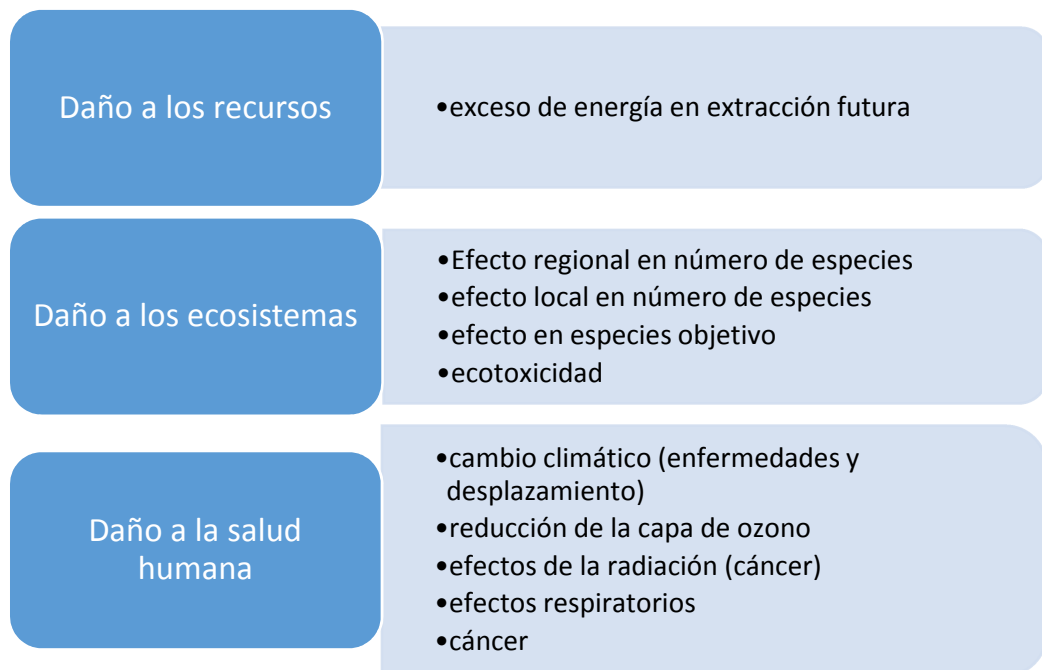 Daño a los recursos
•exceso de energía en extracción futura
Daño a los ecosistemas
•Efecto regional en número de especies
•efecto local en número de especies
•efecto en especies objetivo
•ecotoxicidad
Daño a la salud
humana
•cambio climático (enfermedades y
desplazamiento)
•reducción de la capa de ozono
•efectos de la radiación (cáncer)
•efectos respiratorios
•cáncer